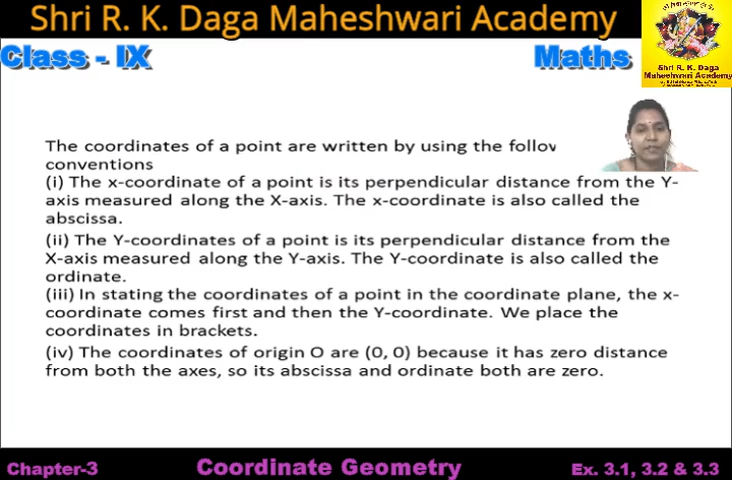 Shri R. K. Daga Maheshwari Academy
Class - IX
Maths
Shri R. K. Daga
Maheshwari Academy
The coordinates of a point are written by using the follov
conventions
(i) The x-coordinate of a point is its perpendicular distance from the Y-
axis measured along the X-axis. The x-coordinate is also called the
abscissa.
(ii) The Y-coordinates of a point is its perpendicular distance from the
X-axis measured along the Y-axis. The Y-coordinate is also called the
ordinate.
(iii) In stating the coordinates of a point in the coordinate plane, the x-
coordinate comes first and then the Y-coordinate. We place the
coordinates in brackets.
(iv) The coordinates of origin O are (0, 0) because it has zero distance
from both the axes, so its abscissa and ordinate both are zero.
Chapter-3
Coordinate Geometry
Ex. 3.1, 3.2 & 3.3